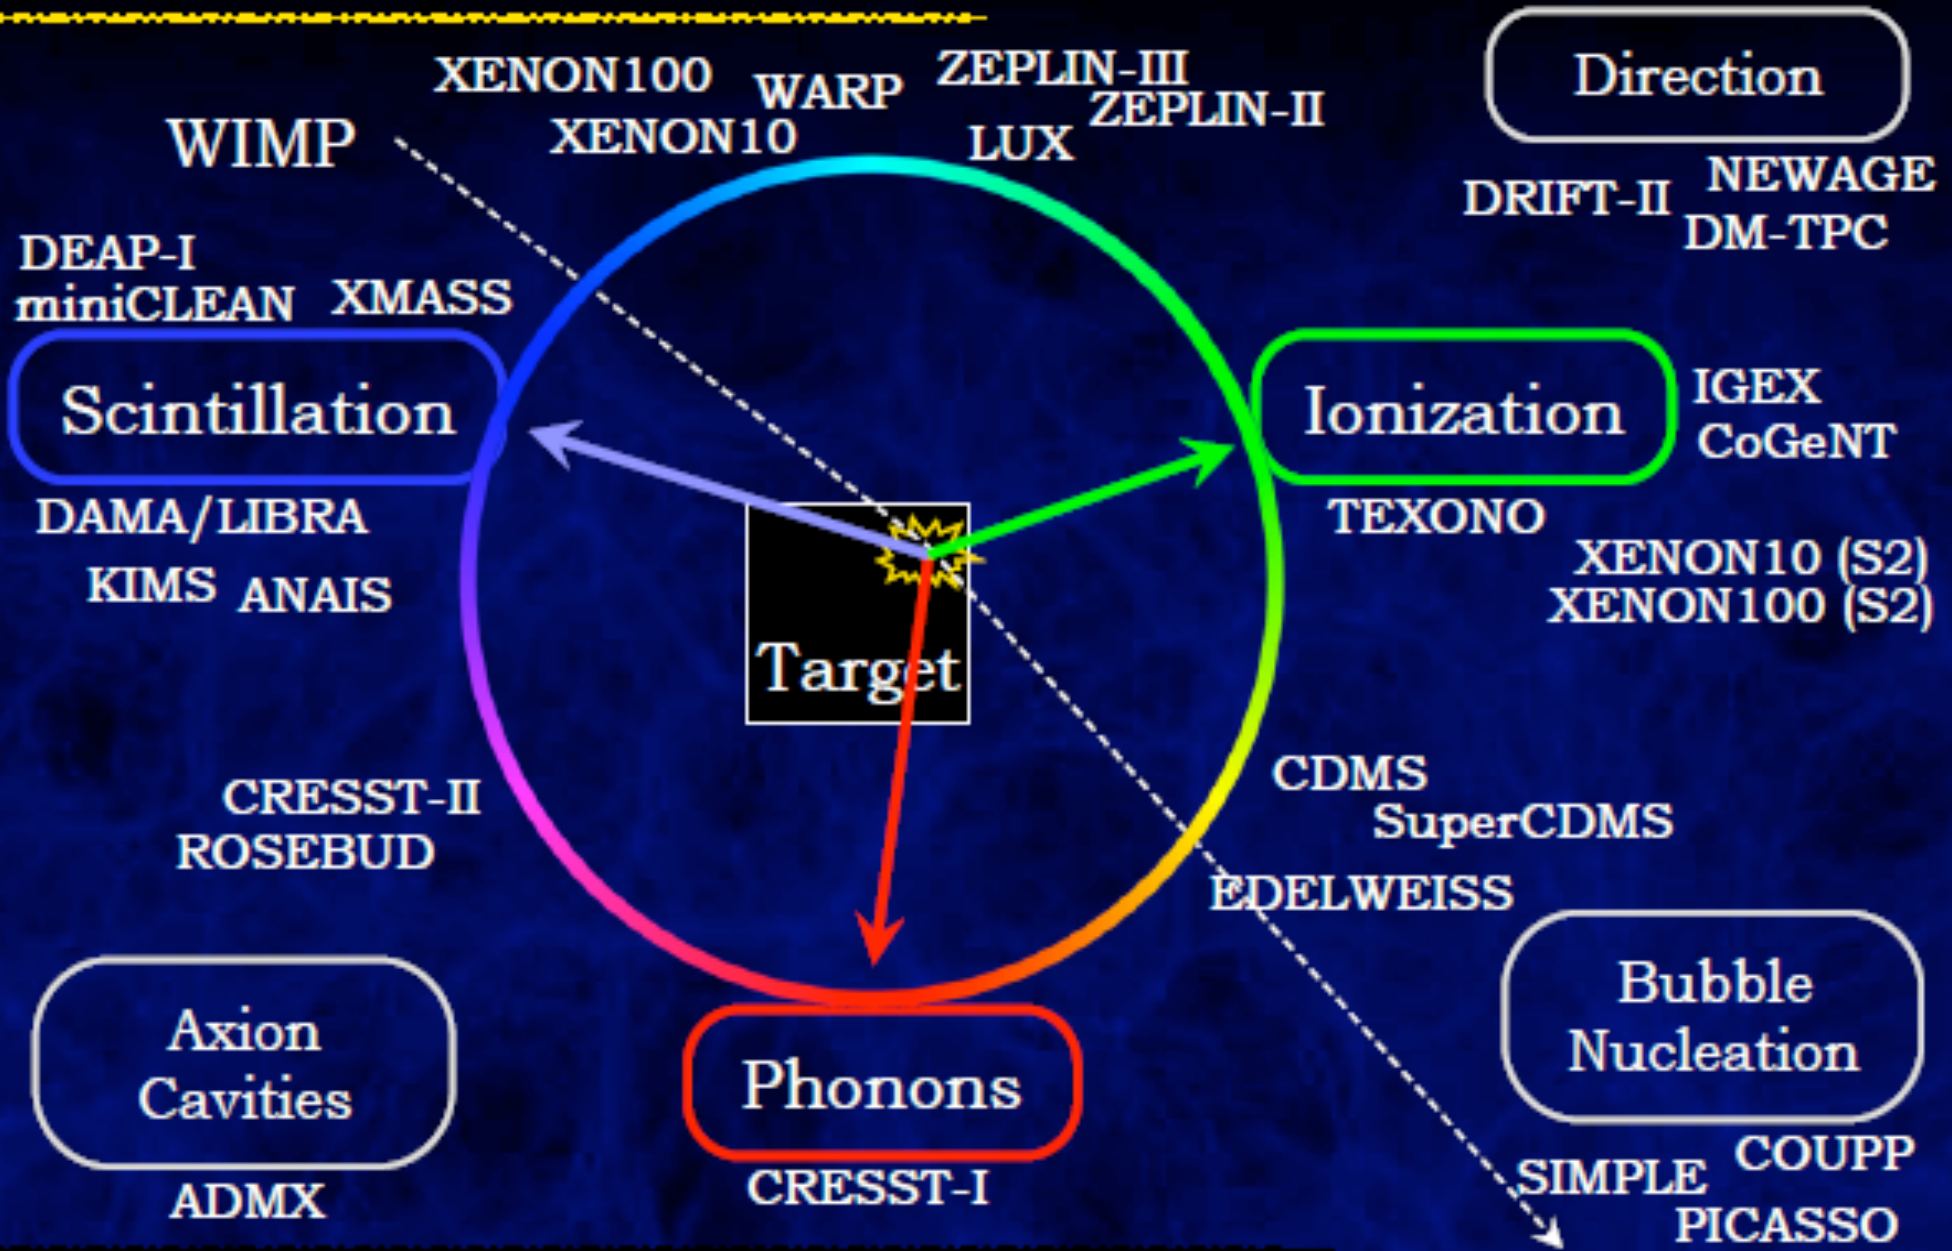 XENON100
WARP
ZEPLIN-III
ZEPLIN-II
XENON10
LUX
WIMP
Direction
NEWAGE
DRIFT-II
DM-TPC
DEAP-I
miniCLEAN
XMASS
Scintillation
DAMA/LIBRA
KIMS
ANAIS
Ionization
IGEX
CoGeNT
TEXONO
XENON10 (S2)
XENON100 (S2)
Target
CRESST-II
ROSEBUD
CDMS
SuperCDMS
EDELWEISS
Axion
Cavities
ADMX
Phonons
CRESST-I
Bubble
Nucleation
COUPP
SIMPLE
PICASSO